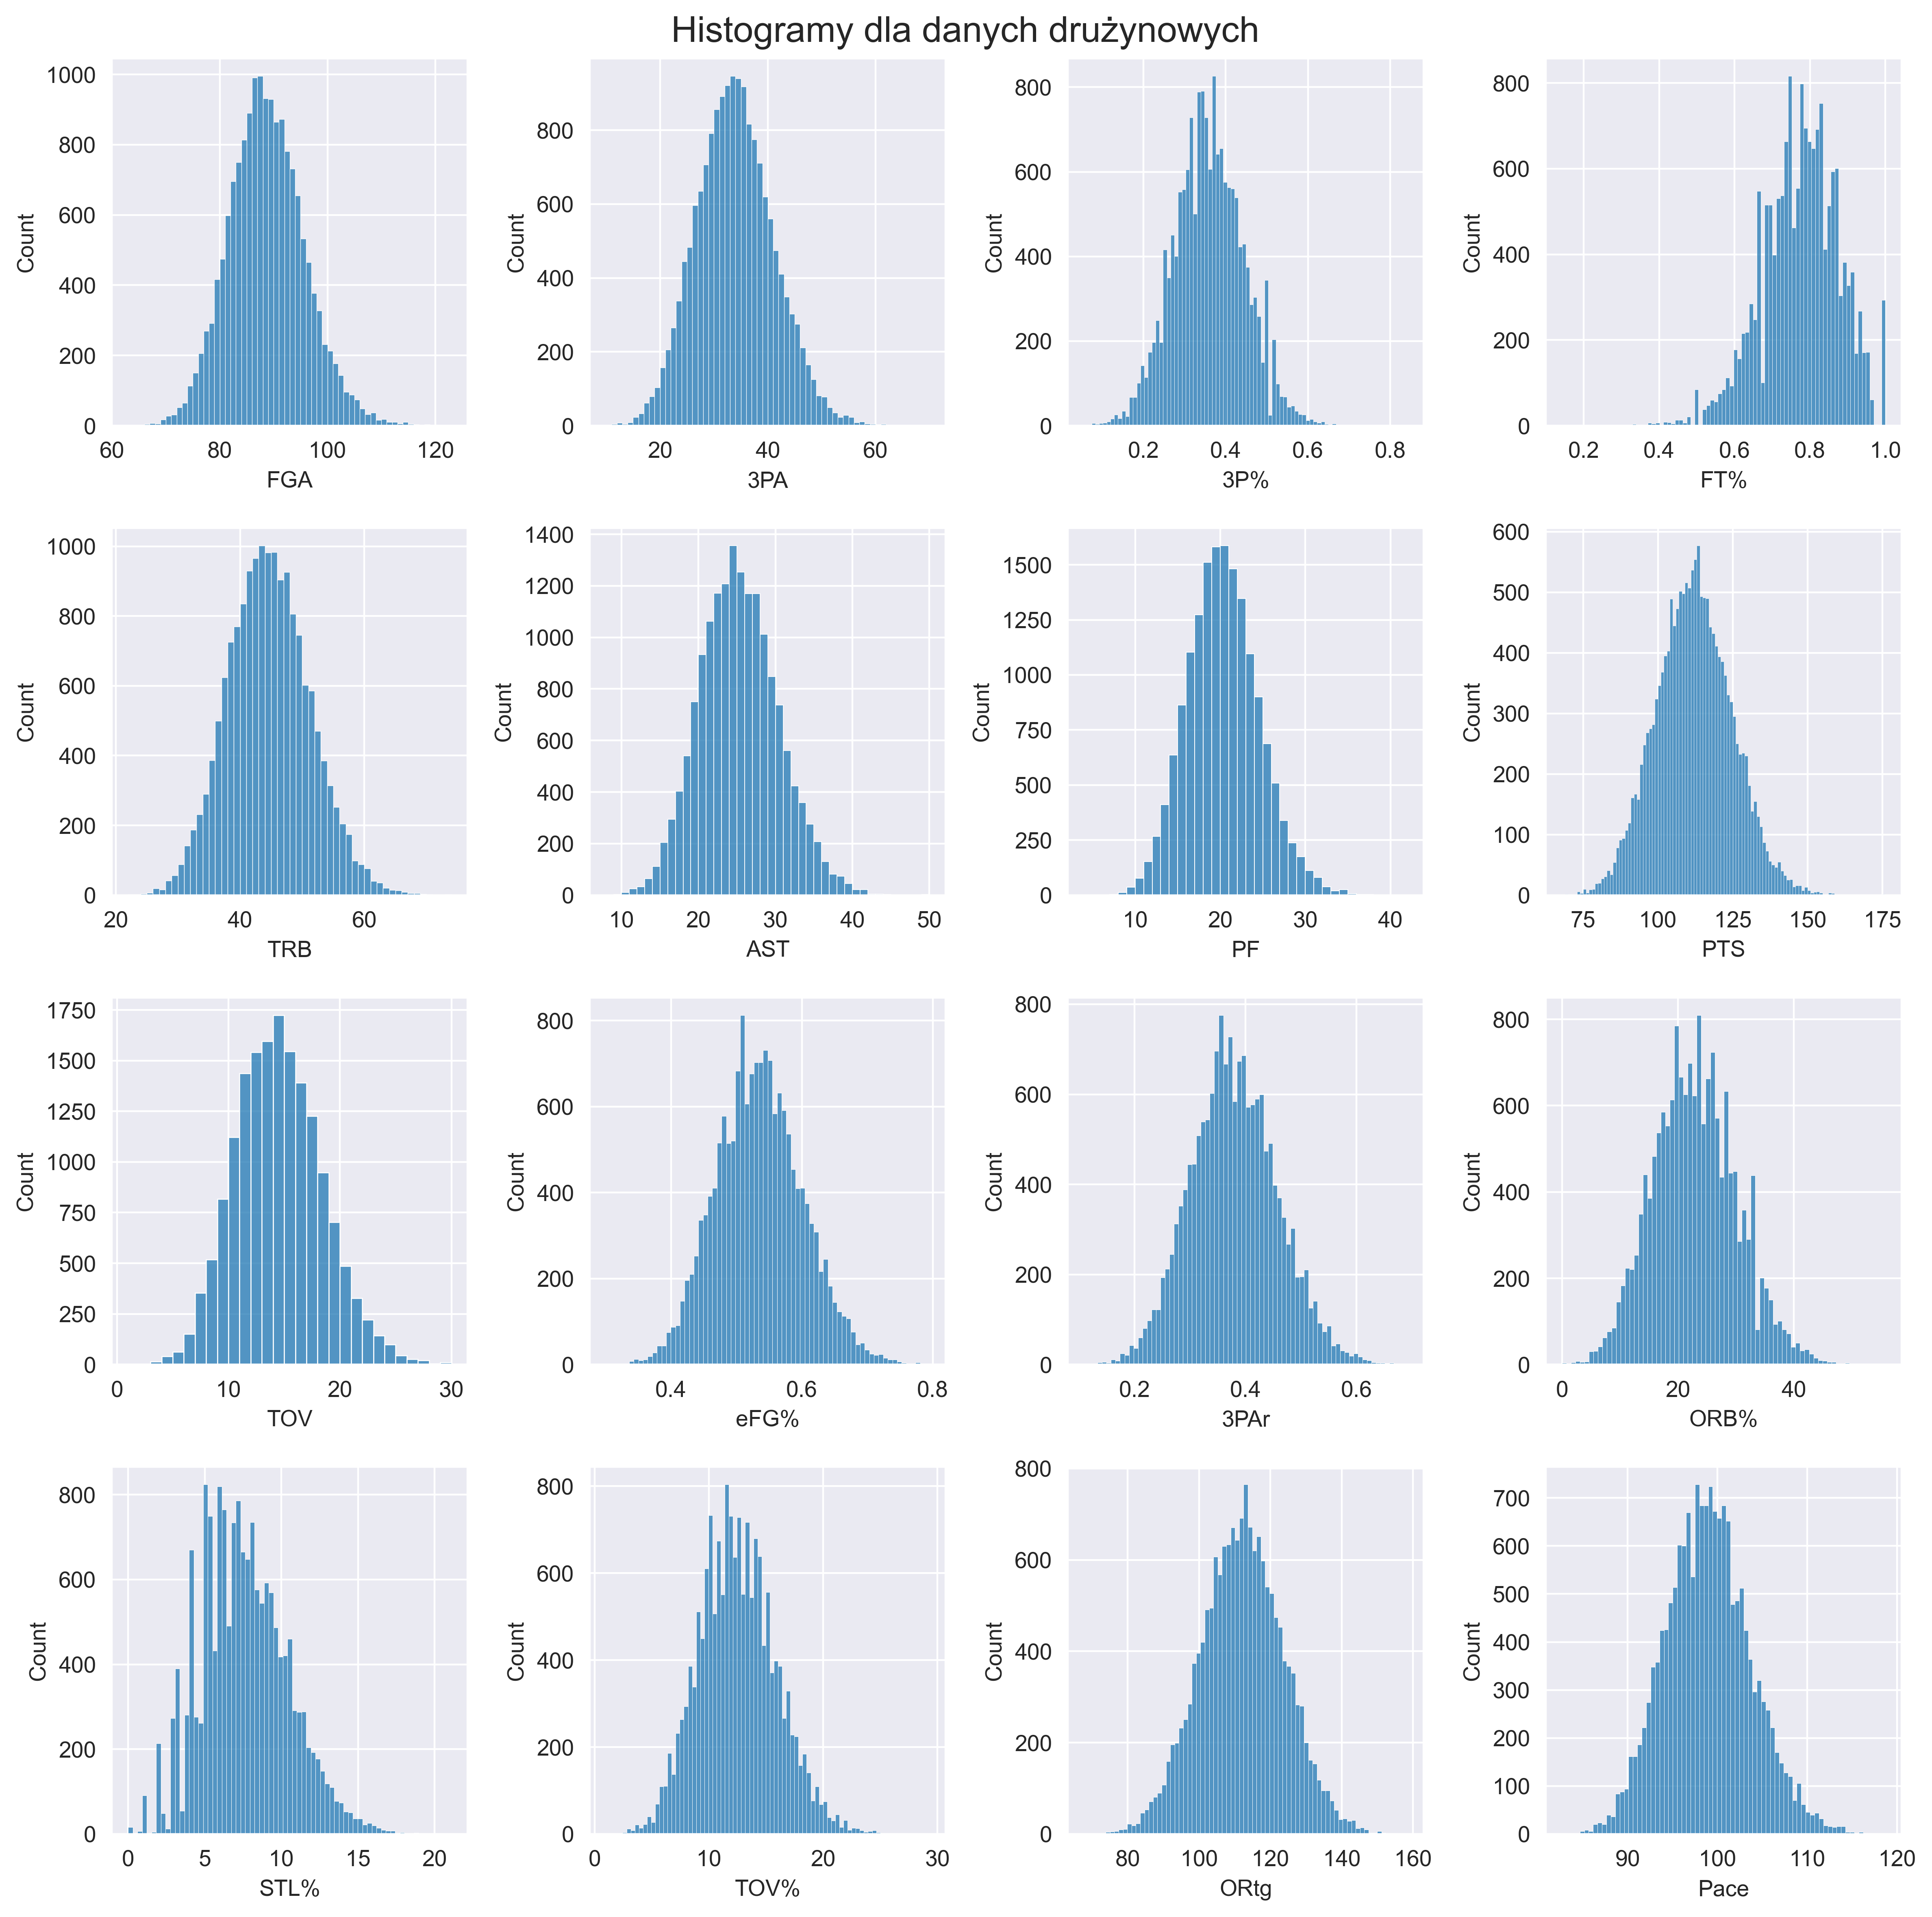 Histogramy dla danych drużynowych
1000
800
600
400
200
0
Count
60 80 100 120
FGA
800
600
400
200
0
Count
20 40 60
3PA
800
600
400
200
0
Count
0.2 0.4 0.6 0.8
3P%
800
600
400
200
0
Count
0.2 0.4 0.6 0.8 1.0
FT%
1000
800
600
400
200
0
Count
20 40 60
TRB
1400
1200
1000
800
600
400
200
0
Count
10 20 30 40 50
AST
1500
1250
1000
750
500
250
0
Count
10 20 30 40
PF
600
500
400
300
200
100
0
Count
75 100 125 150 175
PTS
1750
1500
1250
1000
750
500
250
0
Count
0 10 20 30
TOV
800
600
400
200
0
Count
0.4 0.6 0.8
eFG%
800
600
400
200
0
Count
0.2 0.4 0.6
3PAr
800
600
400
200
0
Count
0 20 40
ORB%
800
600
400
200
0
Count
0 5 10 15 20
STL%
800
600
400
200
0
Count
0 10 20 30
TOV%
800
600
400
200
0
Count
80 100 120 140 160
ORtg
700
600
500
400
300
200
100
0
Count
90 100 110 120
Pace